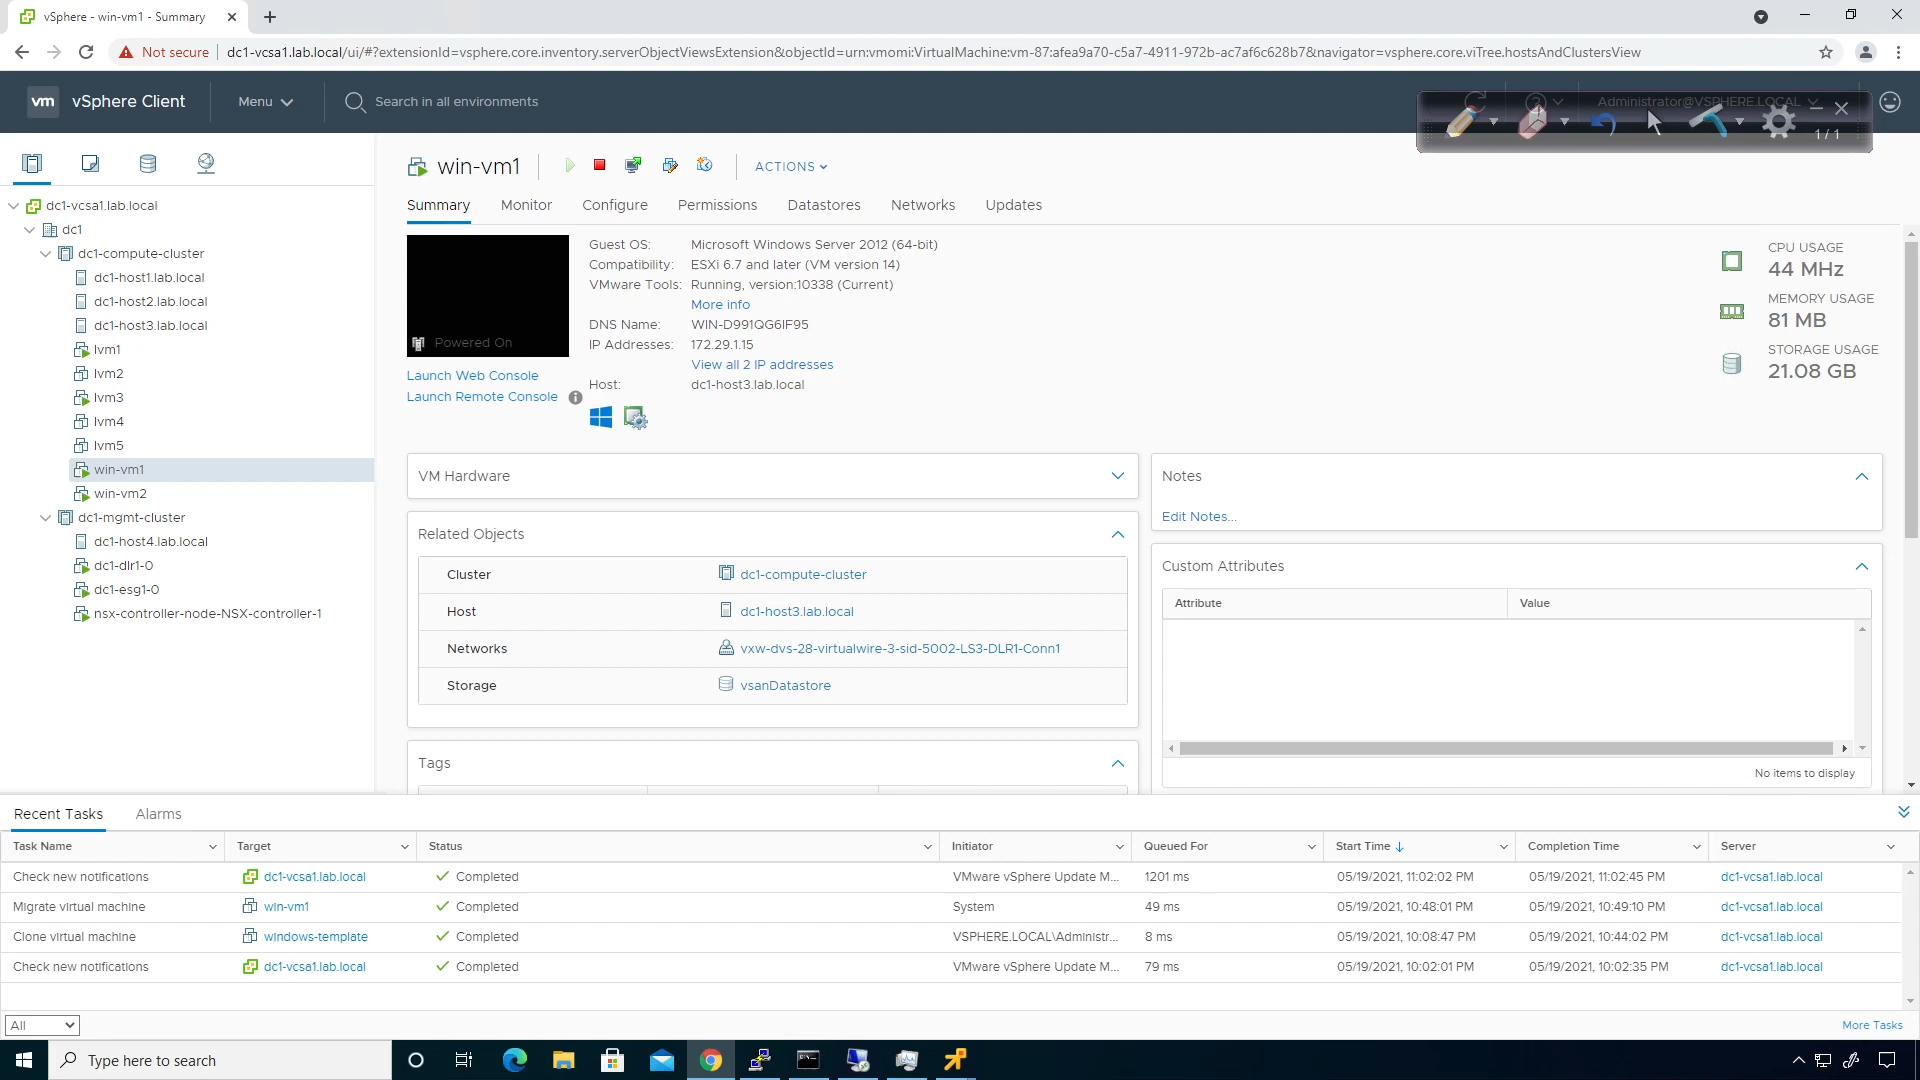 vSphere - win-vm1 - Summary
Not secure
dc1-vcsa1.lab.local/ui/#?extensionId=vsphere.core.inventory.serverObjectViewsExtension&objectId=urn:vmomi:VirtualMachine:vm-87:afea9a70-c5a7-4911-972b-ac7af6c628b7&navigator=vsphere.core.viTree.hostsAndClustersView
vm vSphere Client
Menu
Search in all environments
Administrator@VSPHERE.LOCAL
1 / 1
dc1-vcsa1.lab.local
dc1
dc1-compute-cluster
dc1-host1.lab.local
dc1-host2.lab.local
dc1-host3.lab.local
lvm1
lvm2
lvm3
lvm4
lvm5
win-vm1
win-vm2
dc1-mgmt-cluster
dc1-host4.lab.local
dc1-dlr1-0
dc1-esg1-0
nsx-controller-node-NSX-controller-1
win-vm1
ACTIONS
Summary Monitor Configure Permissions Datastores Networks Updates
Powered On
Launch Web Console
Launch Remote Console
Guest OS: Microsoft Windows Server 2012 (64-bit)
Compatibility: ESXi 6.7 and later (VM version 14)
VMware Tools: Running, version:10338 (Current)
More info
DNS Name: WIN-D991QG6IF95
IP Addresses: 172.29.1.15
View all 2 IP addresses
Host: dc1-host3.lab.local
CPU USAGE
44 MHz
MEMORY USAGE
81 MB
STORAGE USAGE
21.08 GB
VM Hardware
Related Objects
Cluster dc1-compute-cluster
Host dc1-host3.lab.local
Networks vxw-dvs-28-virtualwire-3-sid-5002-LS3-DLR1-Conn1
Storage vsanDatastore
Tags
Notes
Edit Notes...
Custom Attributes
Attribute Value
No items to display
Recent Tasks Alarms
Task Name Target Status Initiator Queued For Start Time Completion Time Server
Check new notifications dc1-vcsa1.lab.local Completed VMware vSphere Update M... 1201 ms 05/19/2021, 11:02:02 PM 05/19/2021, 11:02:45 PM dc1-vcsa1.lab.local
Migrate virtual machine win-vm1 Completed System 49 ms 05/19/2021, 10:48:01 PM 05/19/2021, 10:49:10 PM dc1-vcsa1.lab.local
Clone virtual machine windows-template Completed VSPHERE.LOCAL\Administr... 8 ms 05/19/2021, 10:08:47 PM 05/19/2021, 10:44:02 PM dc1-vcsa1.lab.local
Check new notifications dc1-vcsa1.lab.local Completed VMware vSphere Update M... 79 ms 05/19/2021, 10:02:01 PM 05/19/2021, 10:02:35 PM dc1-vcsa1.lab.local
All
More Tasks
Type here to search